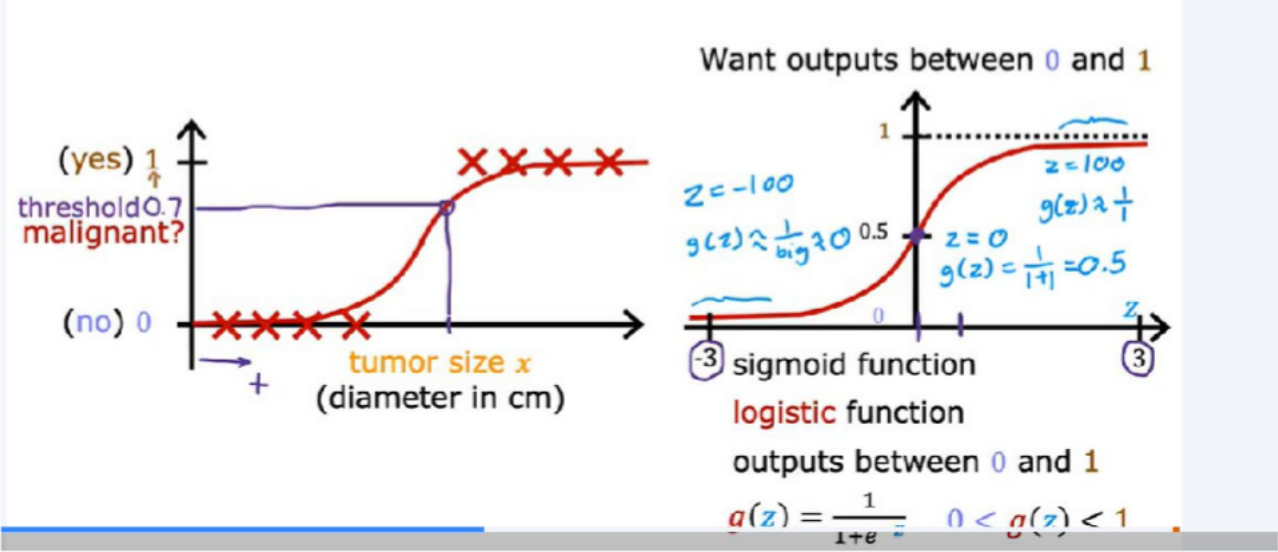 (yes) 1
threshold 0.7
malignant?
(no) 0
+
tumor size x
(diameter in cm)
Want outputs between 0 and 1
1
z=-100
g(z)≈1/big≈0
0.5
0
z=100
g(z)≈1/1
z=0
g(z)=1/1+1=0.5
z
-3
3
sigmoid function
logistic function
outputs between 0 and 1
g(z) = 1/1+e^-z 0 < g(z) < 1